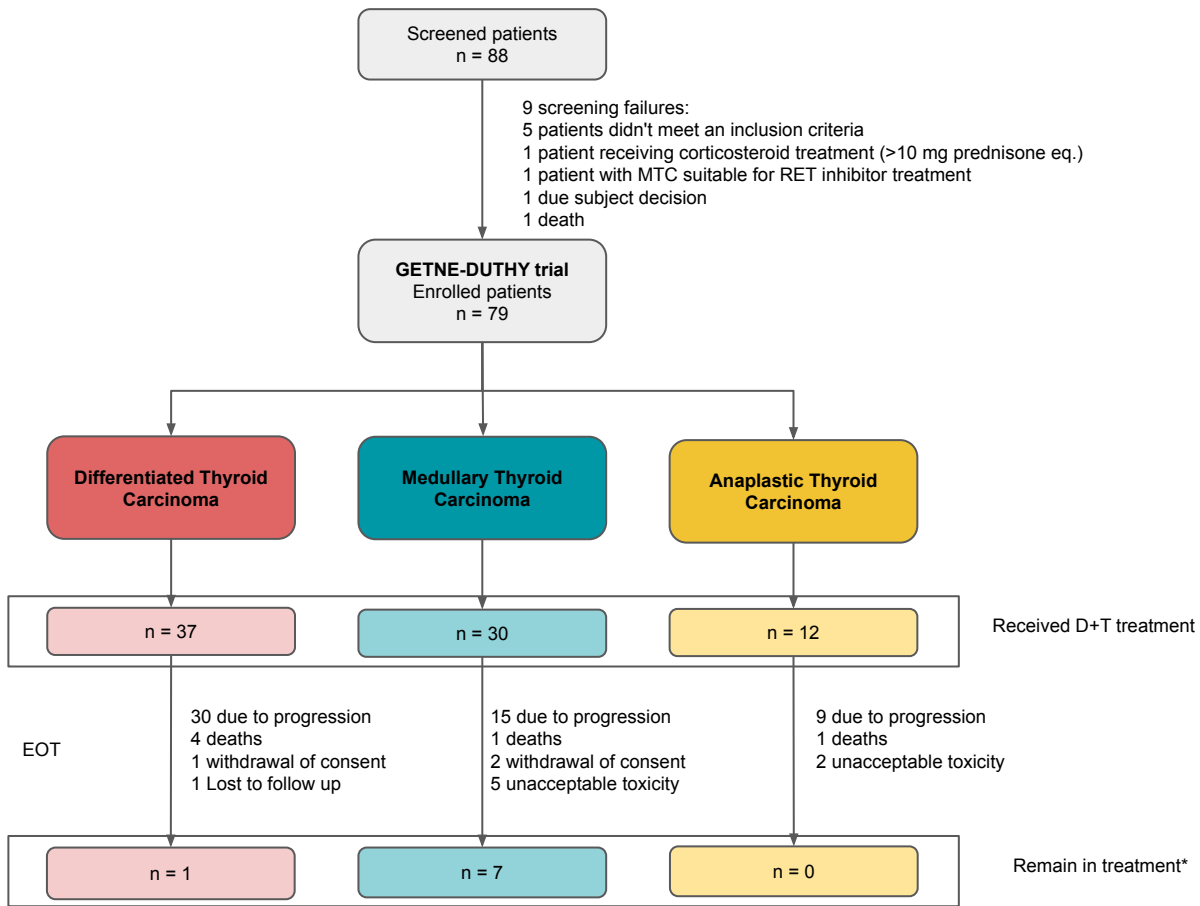 Screened patients
n = 88
9 screening failures:
5 patients didn't meet an inclusion criteria
1 patient receiving corticosteroid treatment (>10 mg prednisone eq.)
1 patient with MTC suitable for RET inhibitor treatment
1 due subject decision
1 death
GETNE-DUTHY trial
Enrolled patients
n = 79
Differentiated Thyroid
Carcinoma
Medullary Thyroid
Carcinoma
Anaplastic Thyroid
Carcinoma
n = 37
n = 30
n = 12
Received D+T treatment
EOT
30 due to progression
4 deaths
1 withdrawal of consent
1 Lost to follow up
15 due to progression
1 deaths
2 withdrawal of consent
5 unacceptable toxicity
9 due to progression
1 deaths
2 unacceptable toxicity
n = 1
n = 7
n = 0
Remain in treatment*